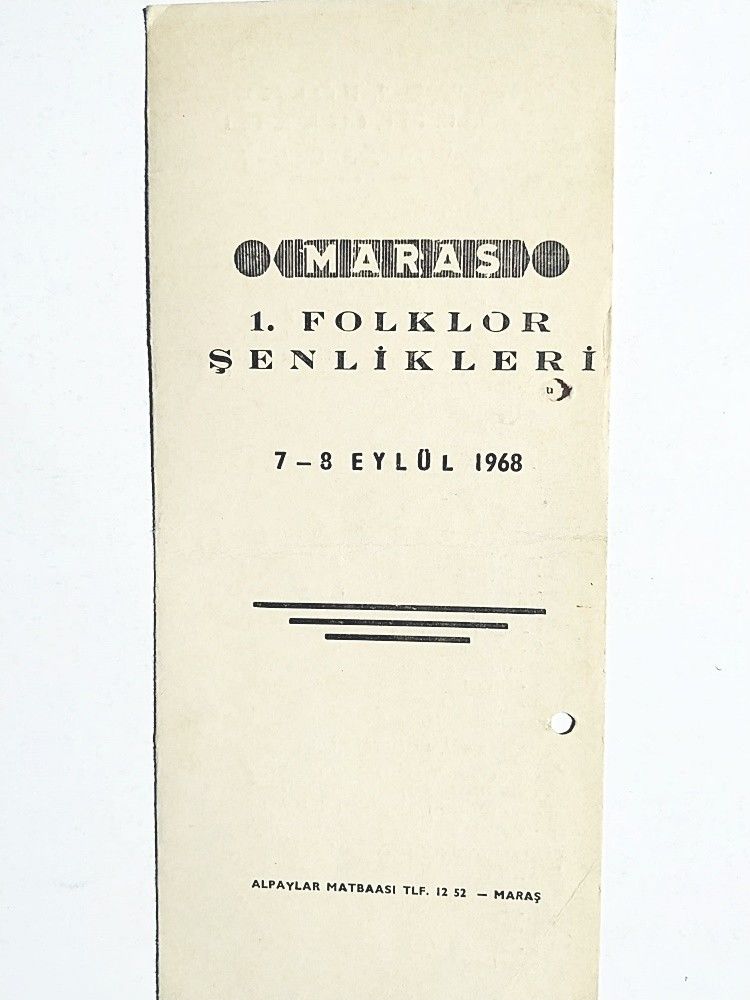 MARAŞ
1. FOLKLOR
ŞENLİKLERİ
u
7 – 8 EYLÜL 1968
ALPAYLAR MATBAASI TLF. 12 52 — MARAŞ